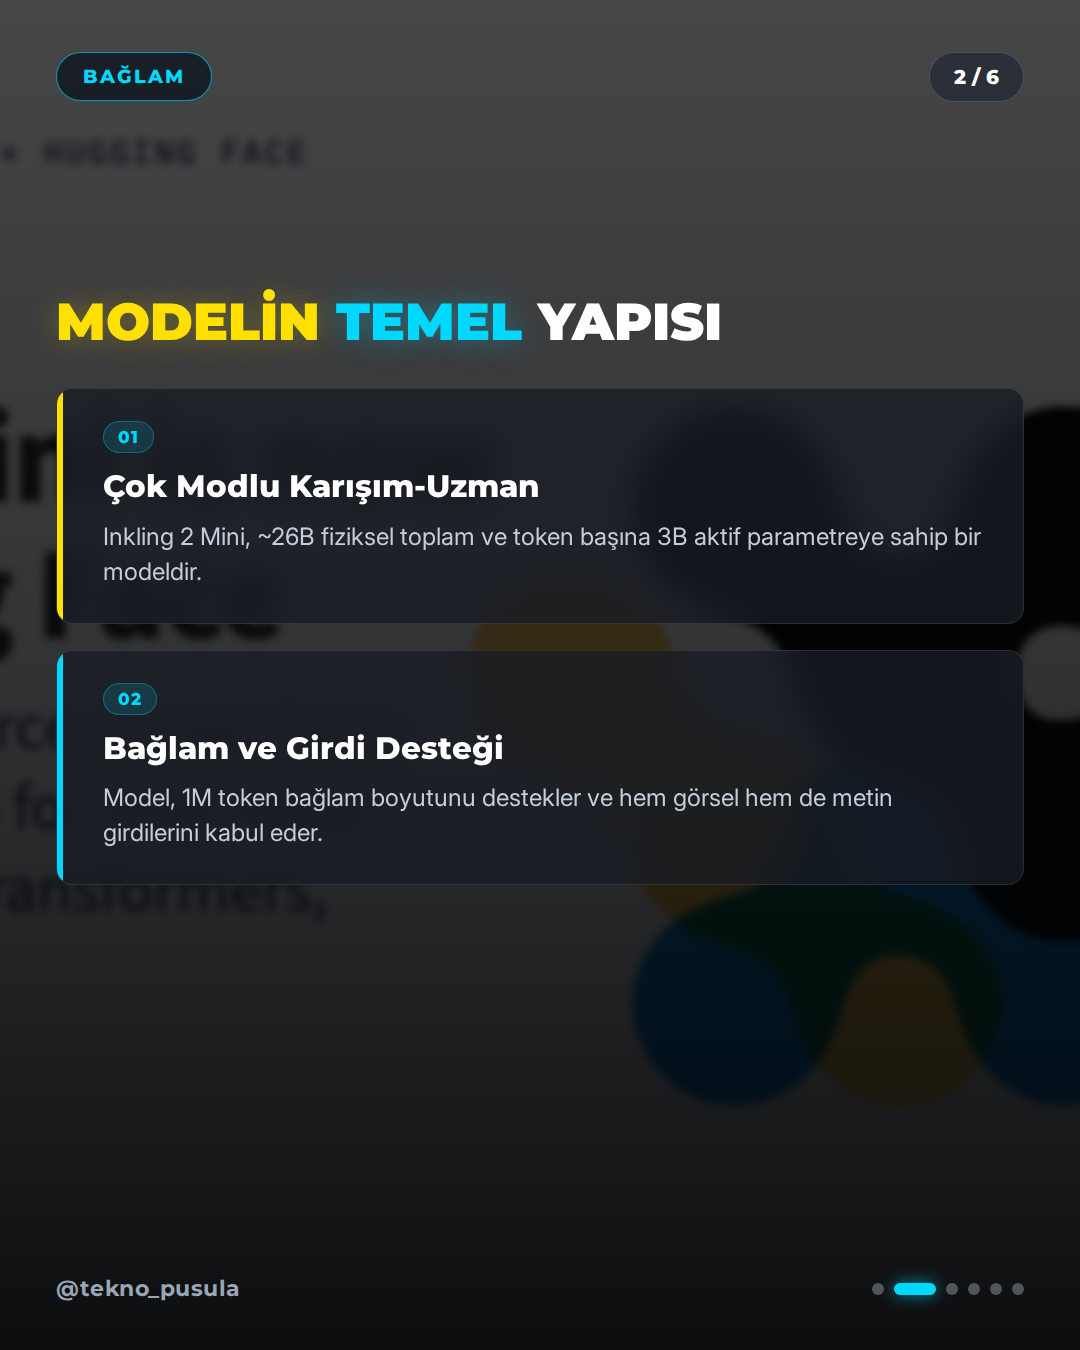 BAĞLAM
2 / 6
• HUGGING FACE
MODELİN TEMEL YAPISI
01
Çok Modlu Karışım-Uzman
Inkling 2 Mini, ~26B fiziksel toplam ve token başına 3B aktif parametreye sahip bir
modeldir.
02
Bağlam ve Girdi Desteği
Model, 1M token bağlam boyutunu destekler ve hem görsel hem de metin
girdilerini kabul eder.
@tekno_pusula